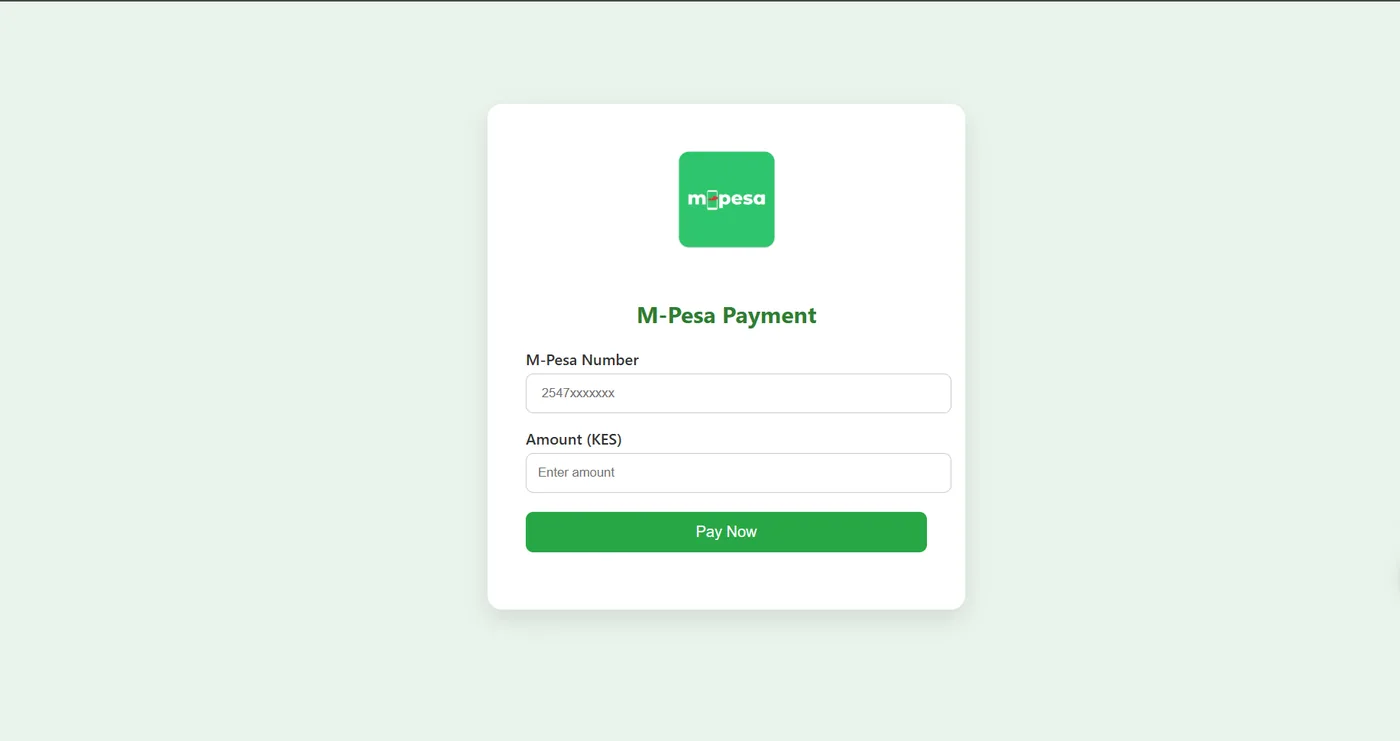 m-pesa
M-Pesa Payment
M-Pesa Number
2547xxxxxxx
Amount (KES)
Enter amount
Pay Now